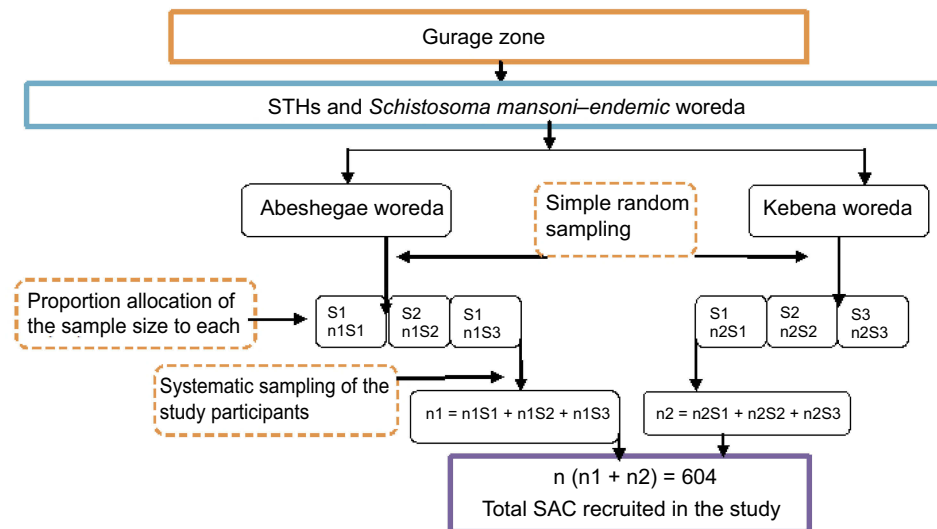 Gurage zone
STHs and Schistosoma mansoni–endemic woreda
Abeshegae woreda
Simple random
sampling
Kebena woreda
Proportion allocation of
the sample size to each
S1
n1S1
S2
n1S2
S1
n1S3
S1
n2S1
S2
n2S2
S3
n2S3
Systematic sampling of the
study participants
n1 = n1S1 + n1S2 + n1S3
n2 = n2S1 + n2S2 + n2S3
n (n1 + n2) = 604
Total SAC recruited in the study